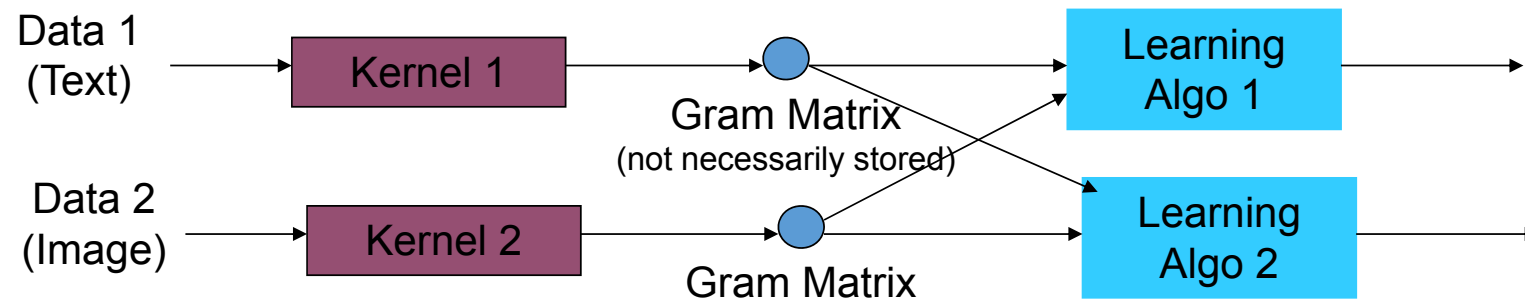 Data 1
(Text)
Kernel 1
Gram Matrix
(not necessarily stored)
Learning
Algo 1
Data 2
(Image)
Kernel 2
Gram Matrix
Learning
Algo 2